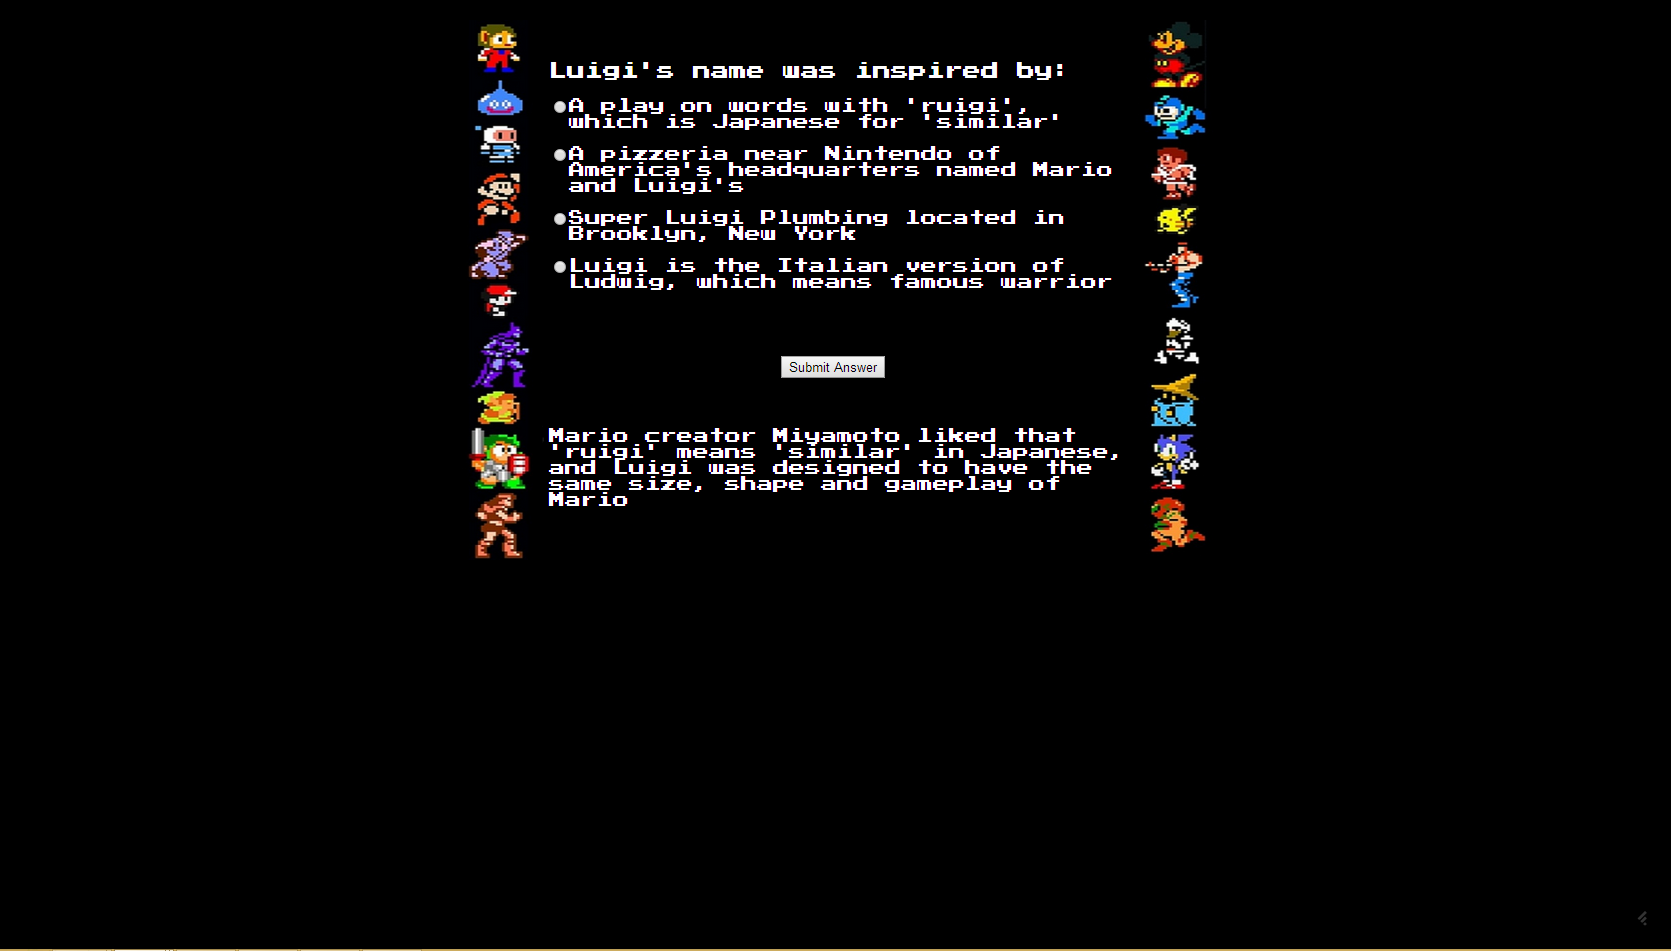 Luigi's name was inspired by:
A play on words with 'ruigi',
which is Japanese for 'similar'
A pizzeria near Nintendo of
America's headquarters named Mario
and Luigi's
Super Luigi Plumbing located in
Brooklyn, New York
Luigi is the Italian version of
Ludwig, which means famous warrior
Submit Answer
Mario creator Miyamoto liked that
'ruigi' means 'similar' in Japanese,
and Luigi was designed to have the
same size, shape and gameplay of
Mario